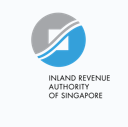 INLAND REVENUE
AUTHORITY
OF SINGAPORE